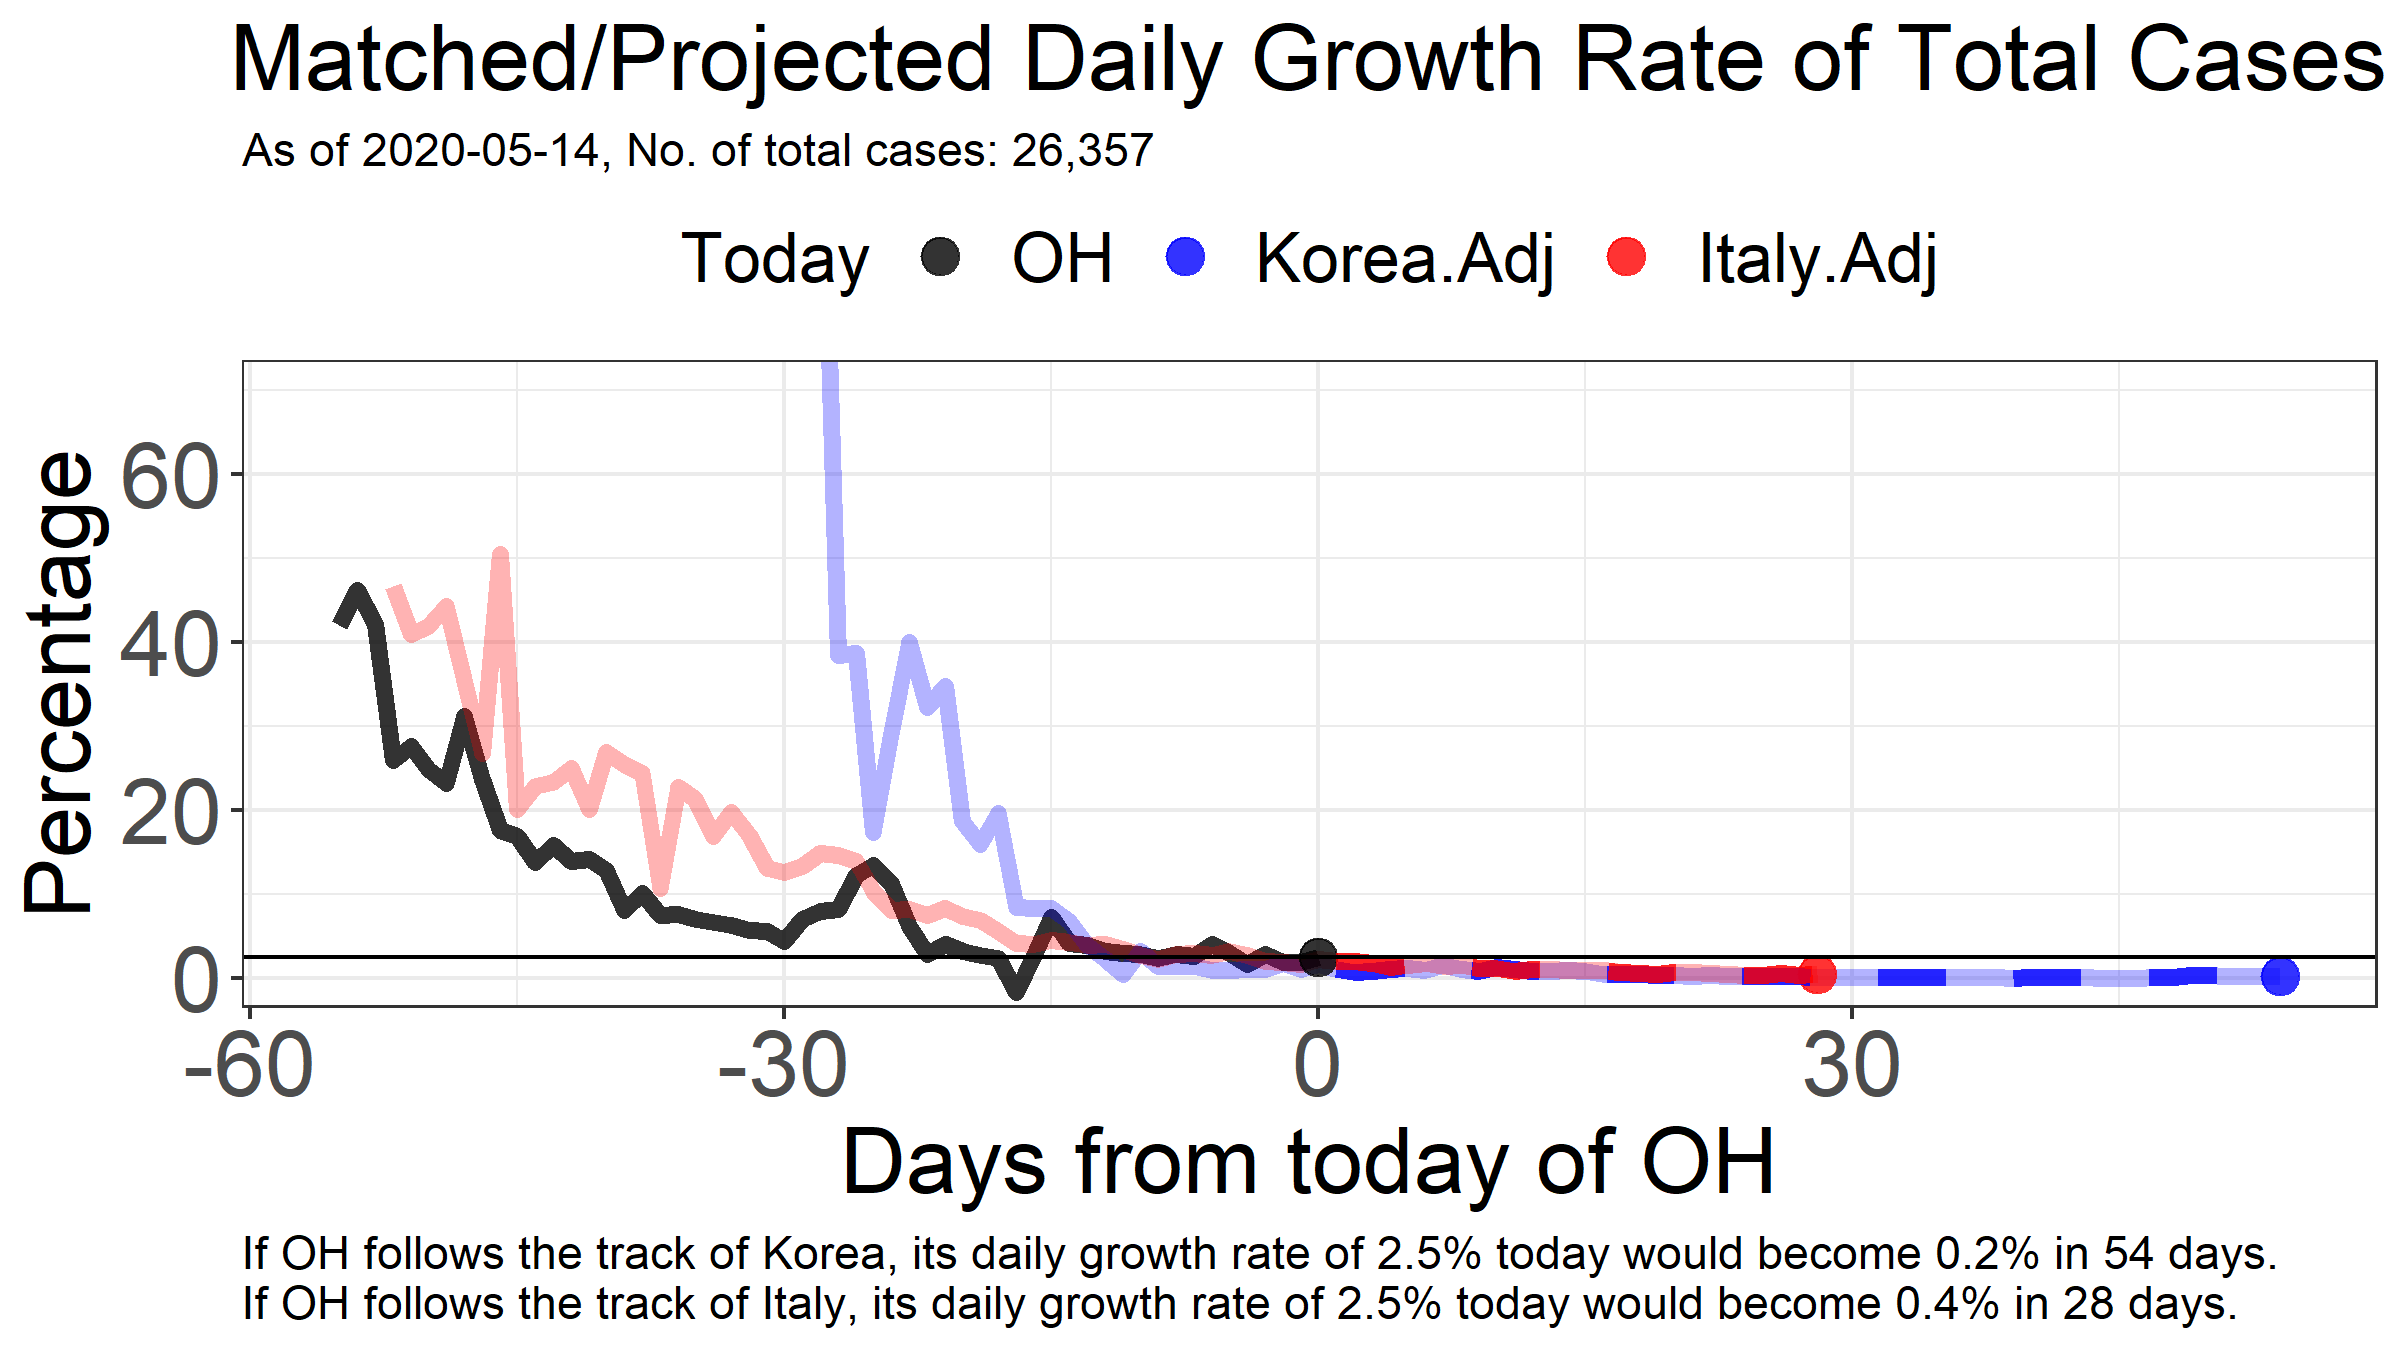 Matched/Projected Daily Growth Rate of Total Cases
As of 2020-05-14, No. of total cases: 26,357
Today OH Korea.Adj Italy.Adj
Percentage
60
40
20
0
-60 -30 0 30
Days from today of OH
If OH follows the track of Korea, its daily growth rate of 2.5% today would become 0.2% in 54 days.
If OH follows the track of Italy, its daily growth rate of 2.5% today would become 0.4% in 28 days.